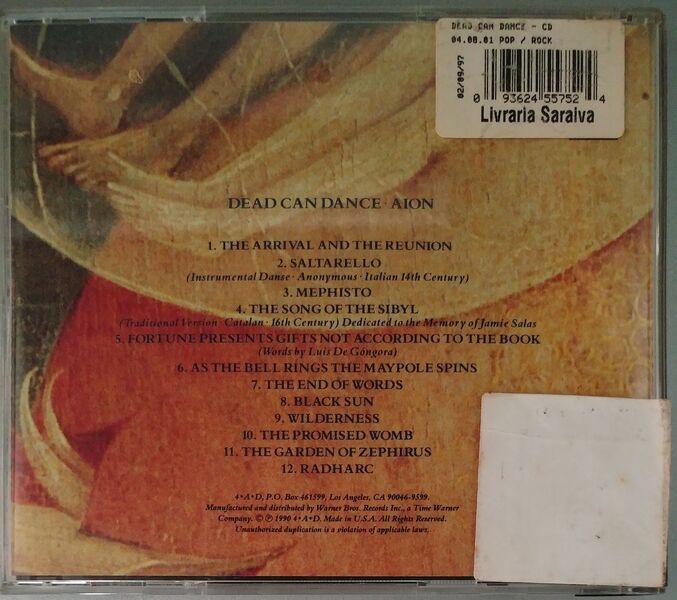 DEAD CAN DANCE - CD
04.08.01 POP / ROCK
02/09/97
0 93624 55752 4
Livraria Saraiva
DEAD CAN DANCE · AION
1. THE ARRIVAL AND THE REUNION
2. SALTARELLO
(Instrumental Danse · Anonymous · Italian 14th Century)
3. MEPHISTO
4. THE SONG OF THE SIBYL
(Traditional Version · Catalan · 16th Century) Dedicated to the Memory of Jamie Salas
5. FORTUNE PRESENTS GIFTS NOT ACCORDING TO THE BOOK
(Words by Luis De Góngora)
6. AS THE BELL RINGS THE MAYPOLE SPINS
7. THE END OF WORDS
8. BLACK SUN
9. WILDERNESS
10. THE PROMISED WOMB
11. THE GARDEN OF ZEPHIRUS
12. RADHARC
4•A•D, P.O. Box 461599, Los Angeles, CA 90046-9599.
Manufactured and distributed by Warner Bros. Records Inc., a Time Warner
Company. © ℗ 1990 4•A•D. Made in U.S.A. All Rights Reserved.
Unauthorized duplication is a violation of applicable laws.